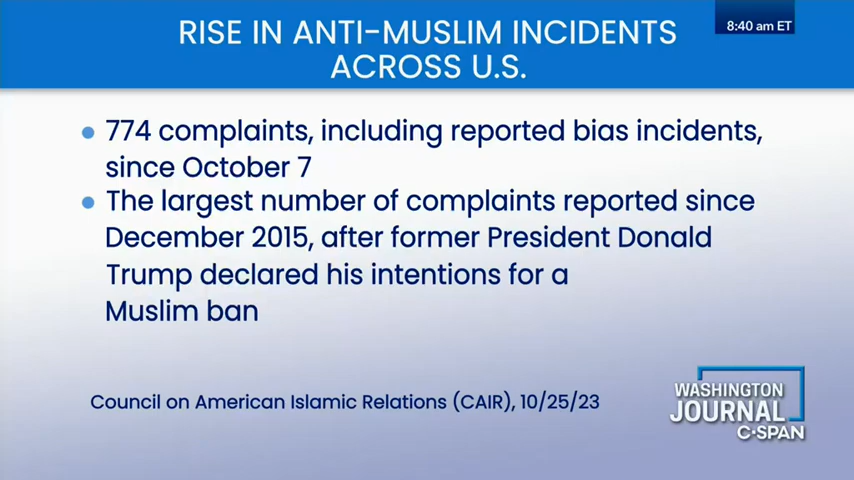 8:40 am ET
RISE IN ANTI-MUSLIM INCIDENTS
ACROSS U.S.
774 complaints, including reported bias incidents,
since October 7
The largest number of complaints reported since
December 2015, after former President Donald
Trump declared his intentions for a
Muslim ban
Council on American Islamic Relations (CAIR), 10/25/23
WASHINGTON
JOURNAL
C-SPAN